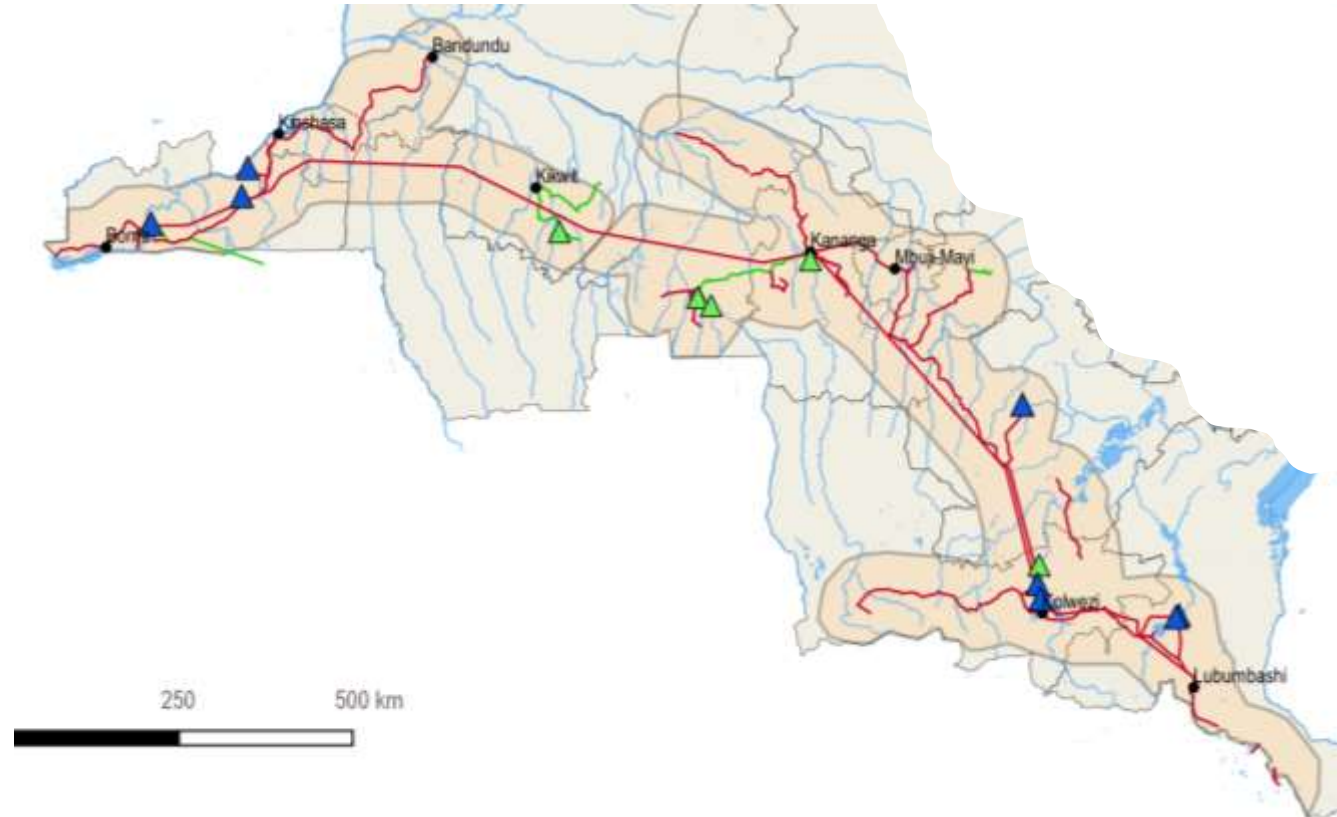 Bandundu
Kinshasa
Kikwit
Boma
Kananga
Mbuji-Mayi
Kolwezi
Lubumbashi
250 500 km